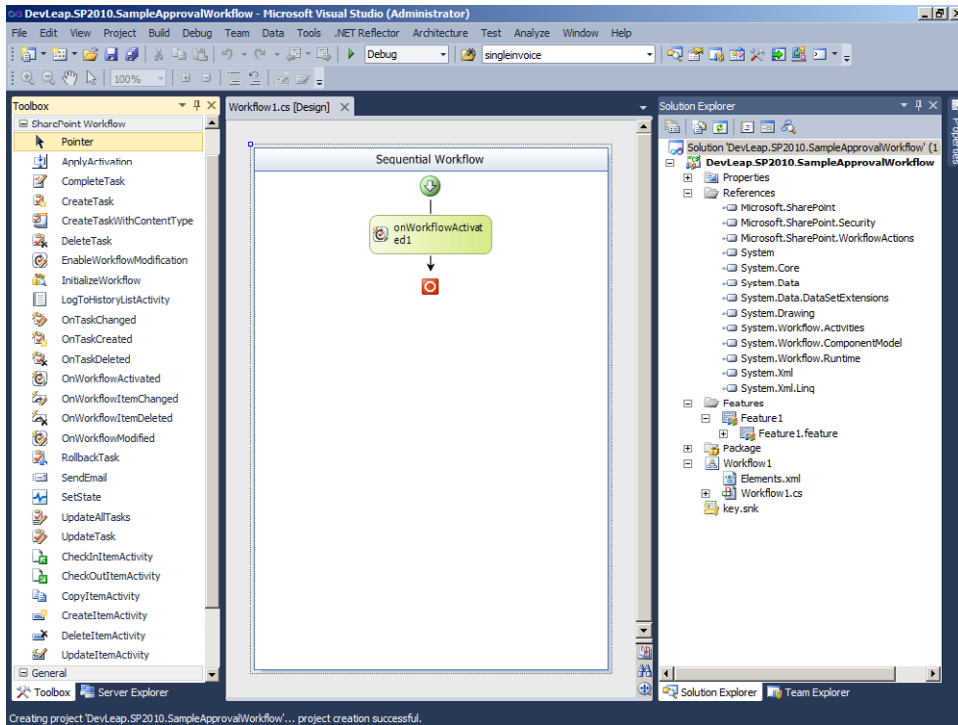 DevLeap.SP2010.SampleApprovalWorkflow - Microsoft Visual Studio (Administrator)
File Edit View Project Build Debug Team Data Tools .NET Reflector Architecture Test Analyze Window Help
Debug singleinvoice
100%
Toolbox
SharePoint Workflow
Pointer
ApplyActivation
CompleteTask
CreateTask
CreateTaskWithContentType
DeleteTask
EnableWorkflowModification
InitializeWorkflow
LogToHistoryListActivity
OnTaskChanged
OnTaskCreated
OnTaskDeleted
OnWorkflowActivated
OnWorkflowItemChanged
OnWorkflowItemDeleted
OnWorkflowModified
RollbackTask
SendEmail
SetState
UpdateAllTasks
UpdateTask
CheckInItemActivity
CheckOutItemActivity
CopyItemActivity
CreateItemActivity
DeleteItemActivity
UpdateItemActivity
General
Toolbox Server Explorer
Workflow1.cs [Design]
Sequential Workflow
onWorkflowActivat
ed1
Solution Explorer
Solution 'DevLeap.SP2010.SampleApprovalWorkflow' (1
DevLeap.SP2010.SampleApprovalWorkflow
Properties
References
Microsoft.SharePoint
Microsoft.SharePoint.Security
Microsoft.SharePoint.WorkflowActions
System
System.Core
System.Data
System.Data.DataSetExtensions
System.Drawing
System.Workflow.Activities
System.Workflow.ComponentModel
System.Workflow.Runtime
System.Xml
System.Xml.Linq
Features
Feature1
Feature1.feature
Package
Workflow1
Elements.xml
Workflow1.cs
key.snk
Solution Explorer Team Explorer
Properties
Creating project 'DevLeap.SP2010.SampleApprovalWorkflow'... project creation successful.